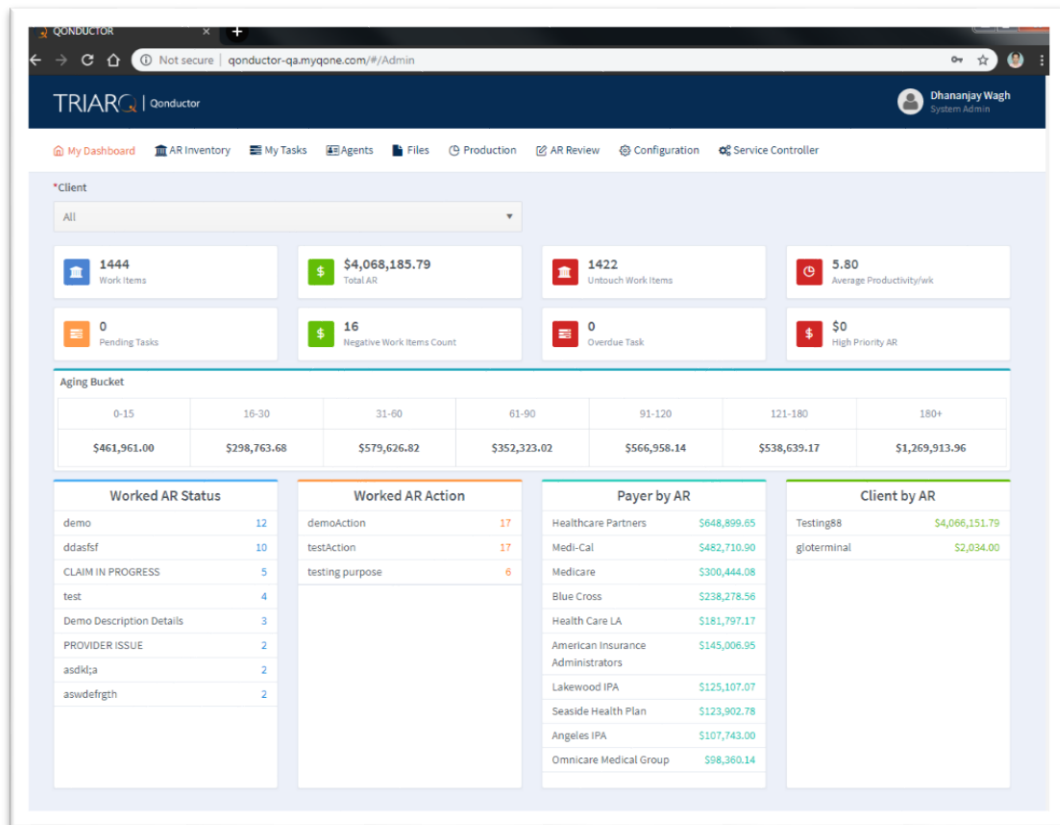 QONDUCTOR
Not secure | qonductor-qa.myqone.com/#/Admin
TRIARQ | Qonductor
Dhananjay Wagh
System Admin
My Dashboard AR Inventory My Tasks Agents Files Production AR Review Configuration Service Controller
*Client
All
1444
Work Items
$4,068,185.79
Total AR
1422
Untouch Work Items
5.80
Average Productivity/wk
0
Pending Tasks
16
Negative Work Items Count
0
Overdue Task
$0
High Priority AR
Aging Bucket
0-15 16-30 31-60 61-90 91-120 121-180 180+
$461,961.00 $298,763.68 $579,626.82 $352,323.02 $566,958.14 $538,639.17 $1,269,913.96
Worked AR Status
demo 12
ddasfsf 10
CLAIM IN PROGRESS 5
test 4
Demo Description Details 3
PROVIDER ISSUE 2
asdkl;a 2
aswdefrgth 2
Worked AR Action
demoAction 17
testAction 17
testing purpose 6
Payer by AR
Healthcare Partners $648,899.65
Medi-Cal $482,710.90
Medicare $300,444.08
Blue Cross $238,278.56
Health Care LA $181,797.17
American Insurance $145,006.95
Administrators
Lakewood IPA $125,107.07
Seaside Health Plan $123,902.78
Angeles IPA $107,743.00
Omnicare Medical Group $98,360.14
Client by AR
Testing88 $4,066,151.79
gloterminal $2,034.00